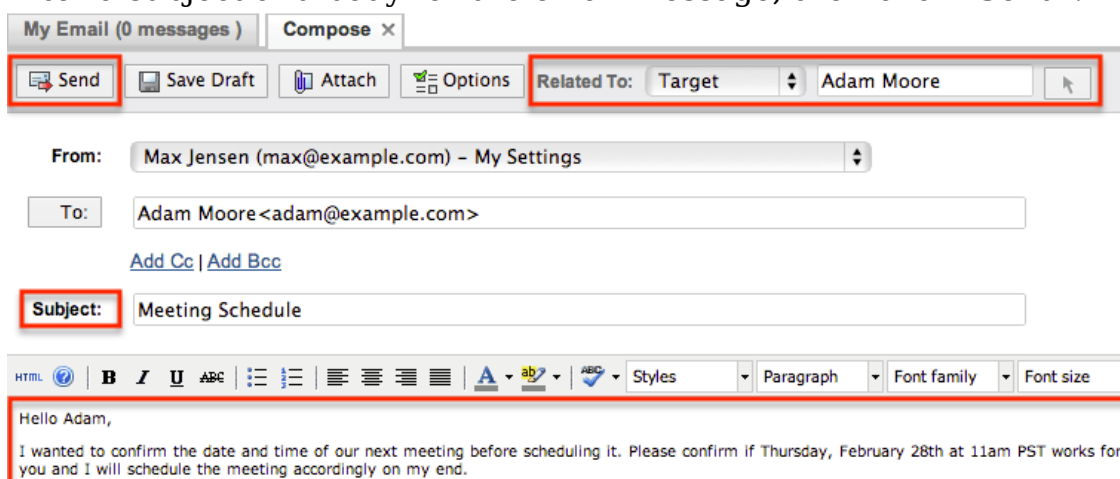 My Email (0 messages ) Compose ×
Send Save Draft Attach Options Related To: Target Adam Moore
From: Max Jensen (max@example.com) – My Settings
To: Adam Moore<adam@example.com>
Add Cc | Add Bcc
Subject: Meeting Schedule
HTML B I U ABC A ab ABC Styles Paragraph Font family Font size
Hello Adam,
I wanted to confirm the date and time of our next meeting before scheduling it. Please confirm if Thursday, February 28th at 11am PST works for
you and I will schedule the meeting accordingly on my end.